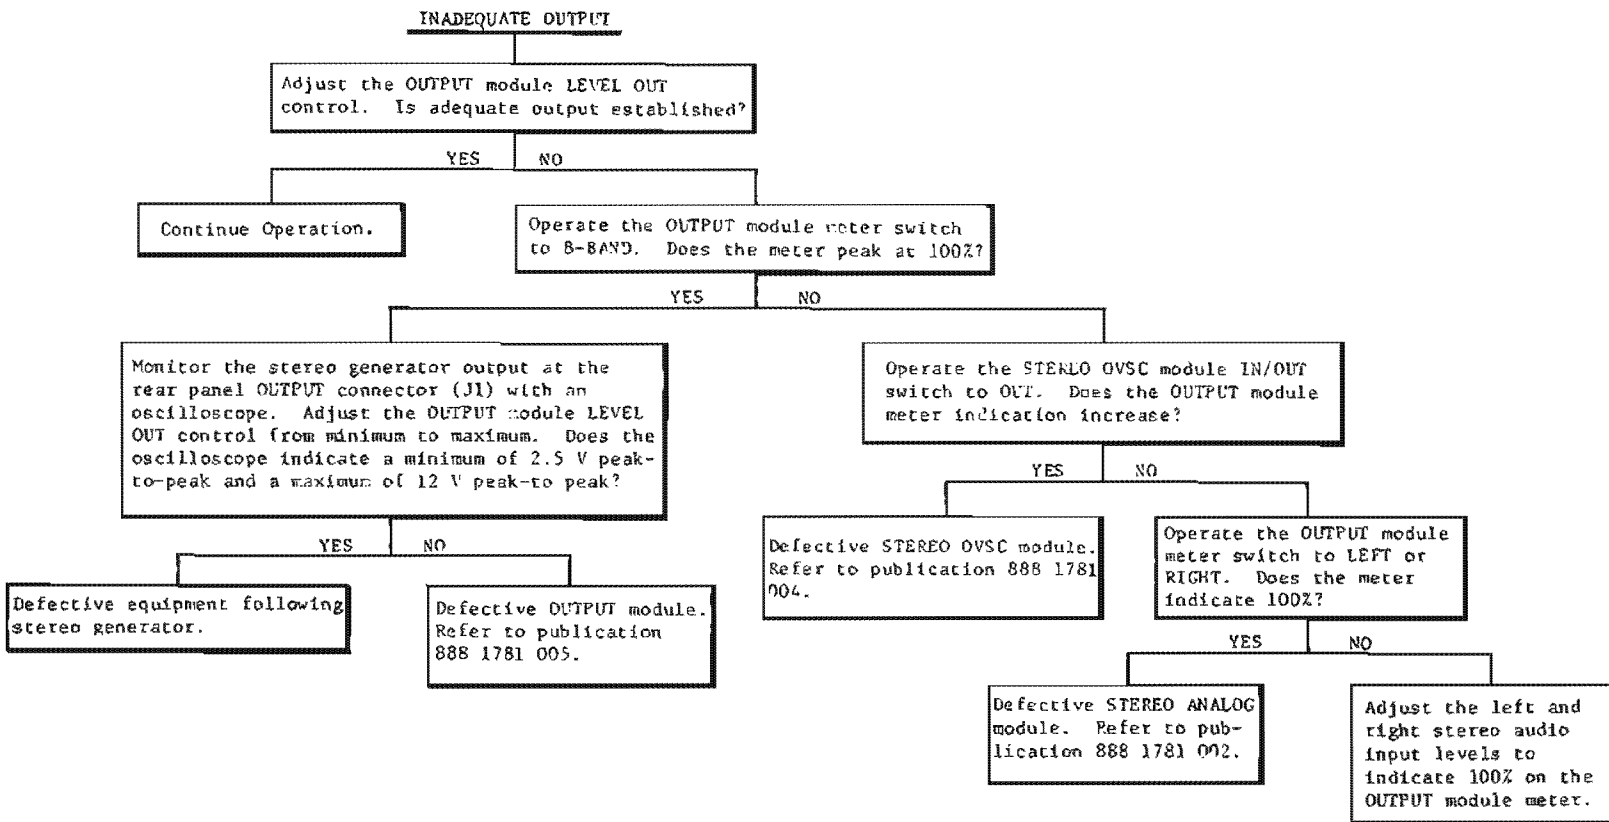 INADEQUATE OUTPUT
Adjust the OUTPUT module LEVEL OUT
control. Is adequate output established?
YES NO
Continue Operation.
Operate the OUTPUT module meter switch
to B-BAND. Does the meter peak at 100%?
YES NO
Monitor the stereo generator output at the
rear panel OUTPUT connector (J1) with an
oscilloscope. Adjust the OUTPUT module LEVEL
OUT control from minimum to maximum. Does the
oscilloscope indicate a minimum of 2.5 V peak-
to-peak and a maximum of 12 V peak-to peak?
Operate the STEREO OVSC module IN/OUT
switch to OUT. Does the OUTPUT module
meter indication increase?
YES NO
Defective equipment following
stereo generator.
Defective OUTPUT module.
Refer to publication
888 1781 005.
YES NO
Defective STEREO OVSC module.
Refer to publication 888 1781
004.
Operate the OUTPUT module
meter switch to LEFT or
RIGHT. Does the meter
indicate 100%?
YES NO
Defective STEREO ANALOG
module. Refer to pub-
lication 888 1781 002.
Adjust the left and
right stereo audio
input levels to
indicate 100% on the
OUTPUT module meter.